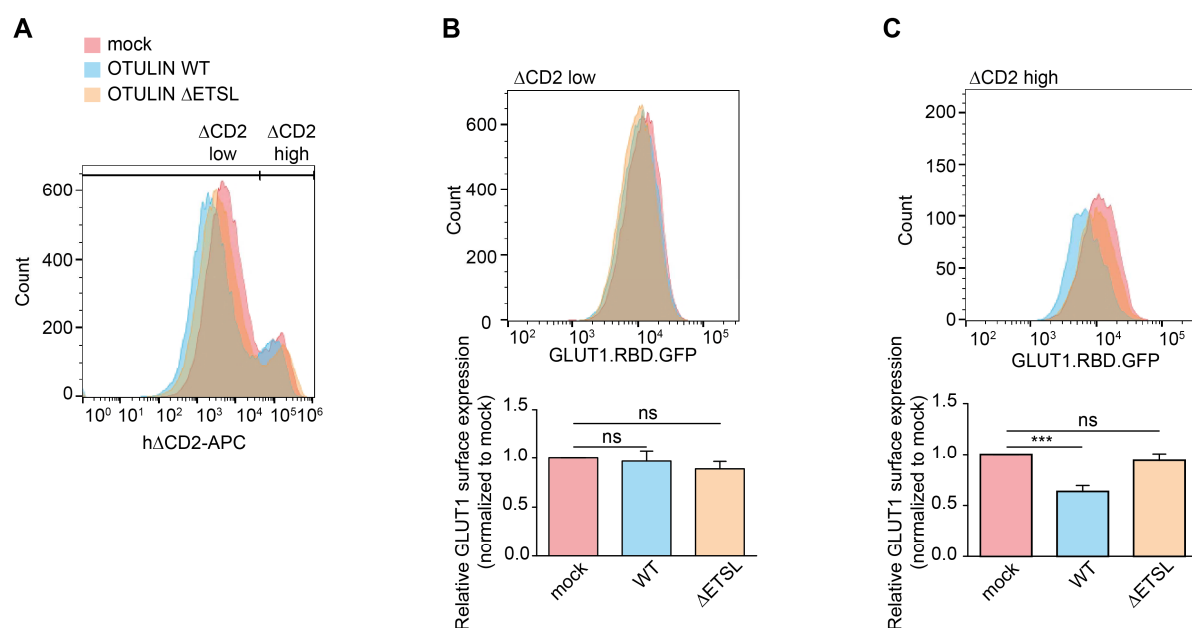 A
mock
OTULIN WT
OTULIN ΔETSL
ΔCD2 low
ΔCD2 high
600
400
200
0
Count
10⁰ 10¹ 10² 10³ 10⁴ 10⁵ 10⁶
hΔCD2-APC
B
ΔCD2 low
600
400
200
0
Count
10² 10³ 10⁴ 10⁵
GLUT1.RBD.GFP
Relative GLUT1 surface expression
(normalized to mock)
1.5
1.0
0.5
0.0
ns
ns
mock
WT
ΔETSL
C
ΔCD2 high
200
150
100
50
0
Count
10² 10³ 10⁴ 10⁵
GLUT1.RBD.GFP
Relative GLUT1 surface expression
(normalized to mock)
1.5
1.0
0.5
0.0
ns
***
mock
WT
ΔETSL